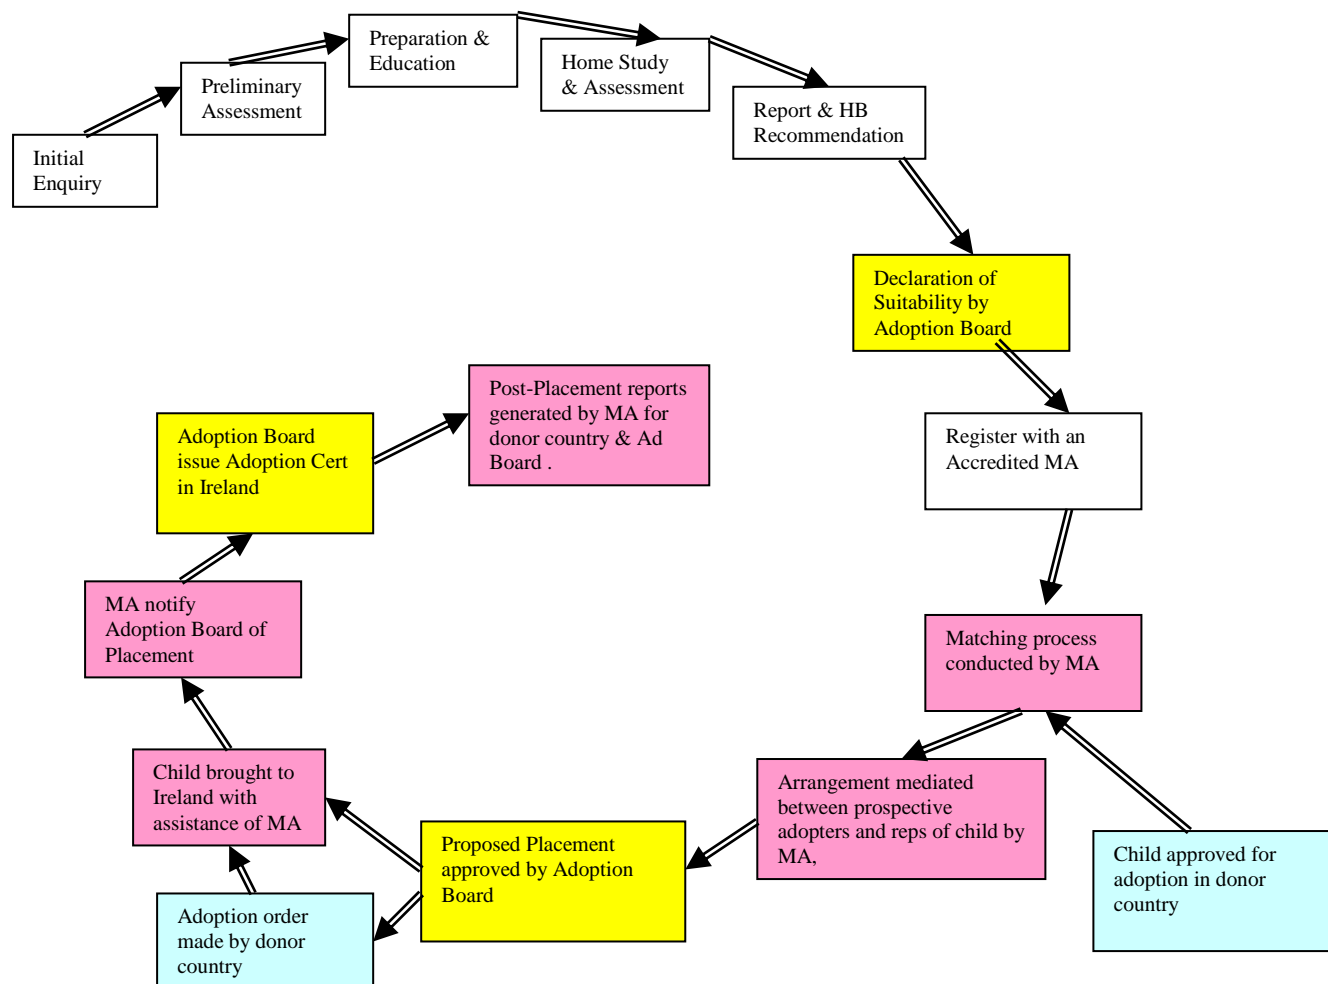 Initial
Enquiry
Preliminary
Assessment
Preparation &
Education
Home Study
& Assessment
Report & HB
Recommendation
Declaration of
Suitability by
Adoption Board
Register with an
Accredited MA
Matching process
conducted by MA
Child approved for
adoption in donor
country
Arrangement mediated
between prospective
adopters and reps of child by
MA,
Proposed Placement
approved by Adoption
Board
Adoption order
made by donor
country
Child brought to
Ireland with
assistance of MA
MA notify
Adoption Board of
Placement
Adoption Board
issue Adoption Cert
in Ireland
Post-Placement reports
generated by MA for
donor country & Ad
Board .